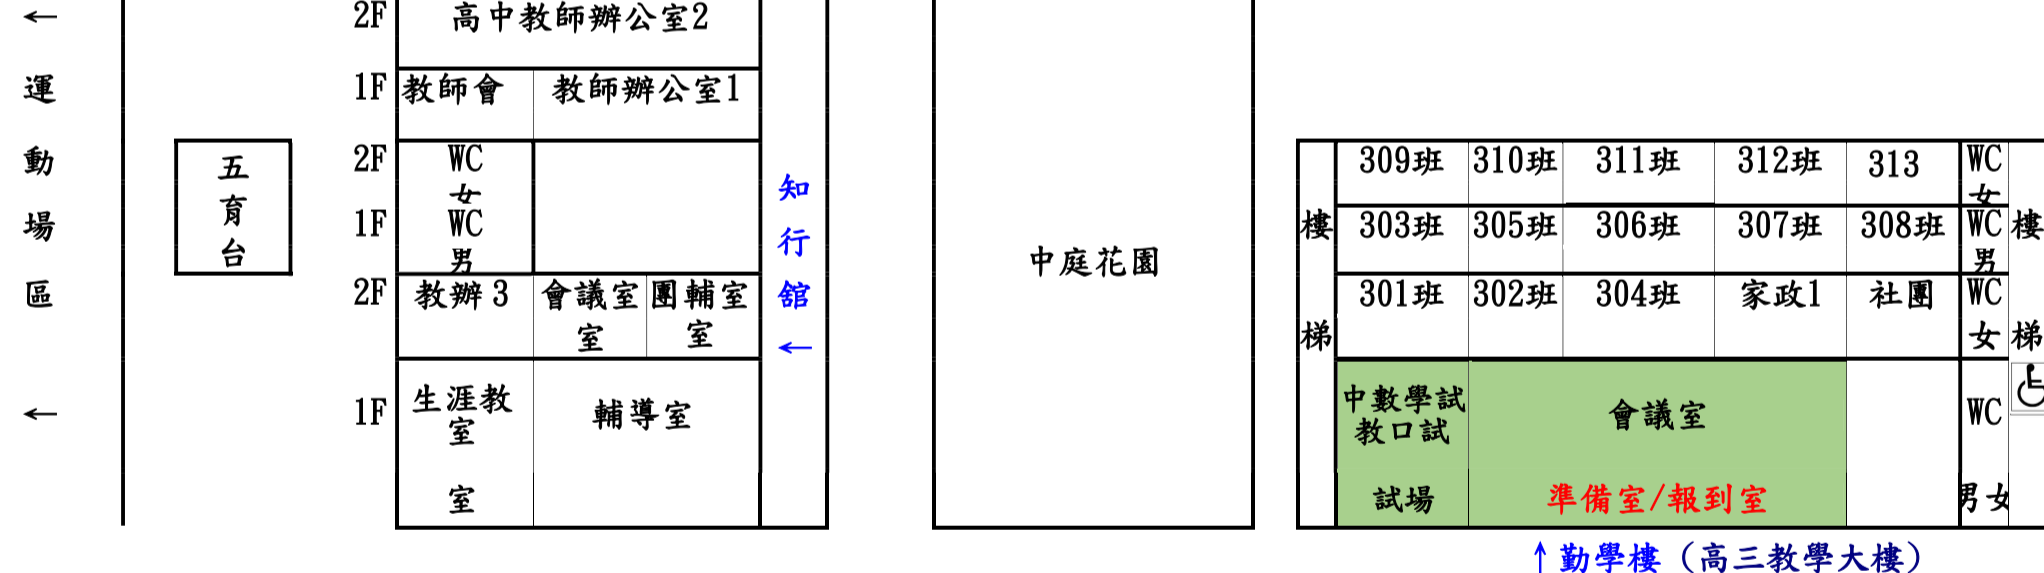 ← 2F 高中教師辦公室2
運 1F 教師會 教師辦公室1
動 五 2F WC 309班 310班 311班 312班 313 WC
育 女 知 女
場 1F WC 行 樓 303班 305班 306班 307班 308班 WC 樓
台 男 中庭花園 男
區 2F 教辦 3 會議室 團輔室 舘 301班 302班 304班 家政1 社團 WC
室 室 ← 梯 女 梯
← 1F 生涯教 輔導室 中數學試 會議室 WC
室 教口試
室 試場 準備室/報到室 男女
↑勤學樓（高三教學大樓）